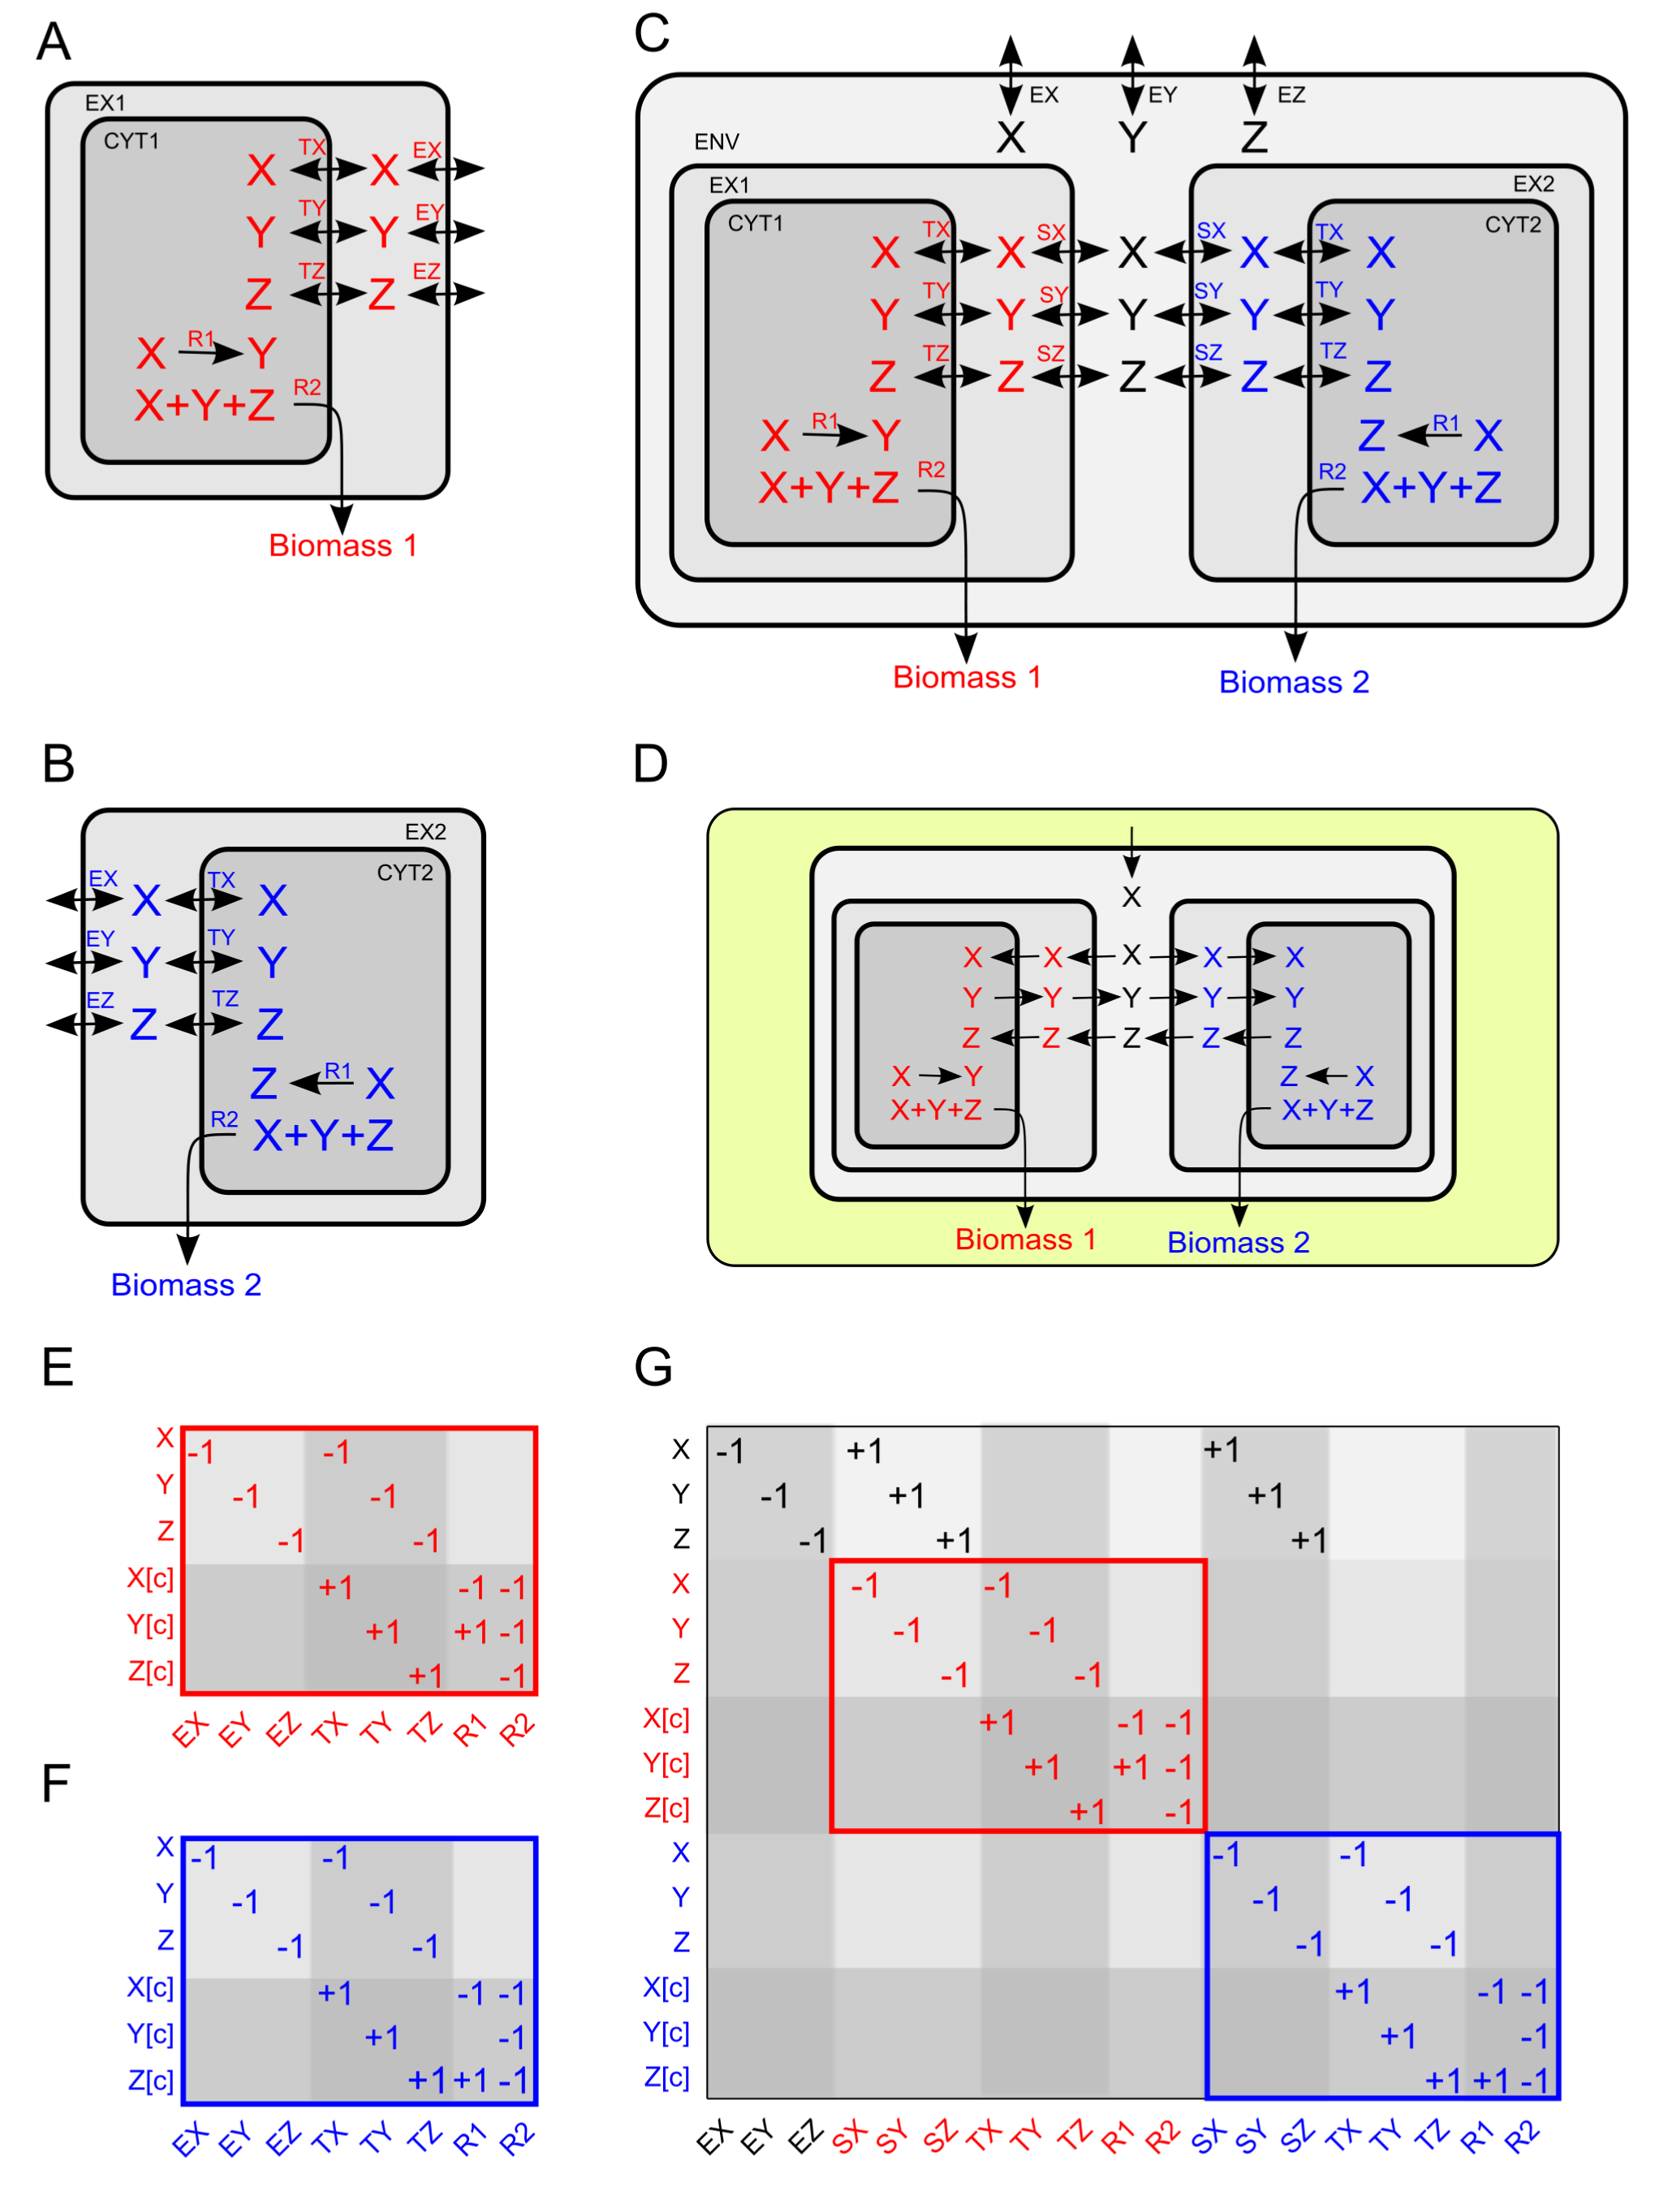 A
EX1
CYT1
X TX X EX
Y TY Y EY
Z TZ Z EZ
X R1 Y
X+Y+Z R2
Biomass 1
C
EX EY EZ
X Y Z
ENV
EX1 EX2
CYT1 CYT2
X TX X SX X SX X TX X
Y TY Y SY Y SY Y TY Y
Z TZ Z SZ Z SZ Z TZ Z
X R1 Y Z R1 X
X+Y+Z R2 R2 X+Y+Z
Biomass 1 Biomass 2
B
EX2
CYT2
EX X TX X
EY Y TY Y
EZ Z TZ Z
Z R1 X
R2 X+Y+Z
Biomass 2
D
X
X X X X X
Y Y Y Y Y
Z Z Z Z Z
X Y Z X
X+Y+Z X+Y+Z
Biomass 1 Biomass 2
E
X -1 -1
Y -1 -1
Z -1 -1
X[c] +1 -1 -1
Y[c] +1 +1 -1
Z[c] +1 -1
EX EY EZ TX TY TZ R1 R2
F
X -1 -1
Y -1 -1
Z -1 -1
X[c] +1 -1 -1
Y[c] +1 -1
Z[c] +1 +1 -1
EX EY EZ TX TY TZ R1 R2
G
X -1 +1 +1
Y -1 +1 +1
Z -1 +1 +1
X -1 -1
Y -1 -1
Z -1 -1
X[c] +1 -1 -1
Y[c] +1 +1 -1
Z[c] +1 -1
X -1 -1
Y -1 -1
Z -1 -1
X[c] +1 -1 -1
Y[c] +1 -1
Z[c] +1 +1 -1
EX EY EZ SX SY SZ TX TY TZ R1 R2 SX SY SZ TX TY TZ R1 R2